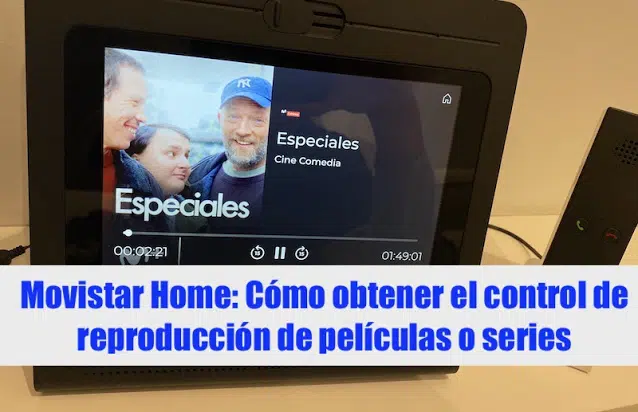 Especiales
Cine Comedia
Especiales
00:02:21
01:49:01
Movistar Home: Cómo obtener el control de
reproducción de películas o series